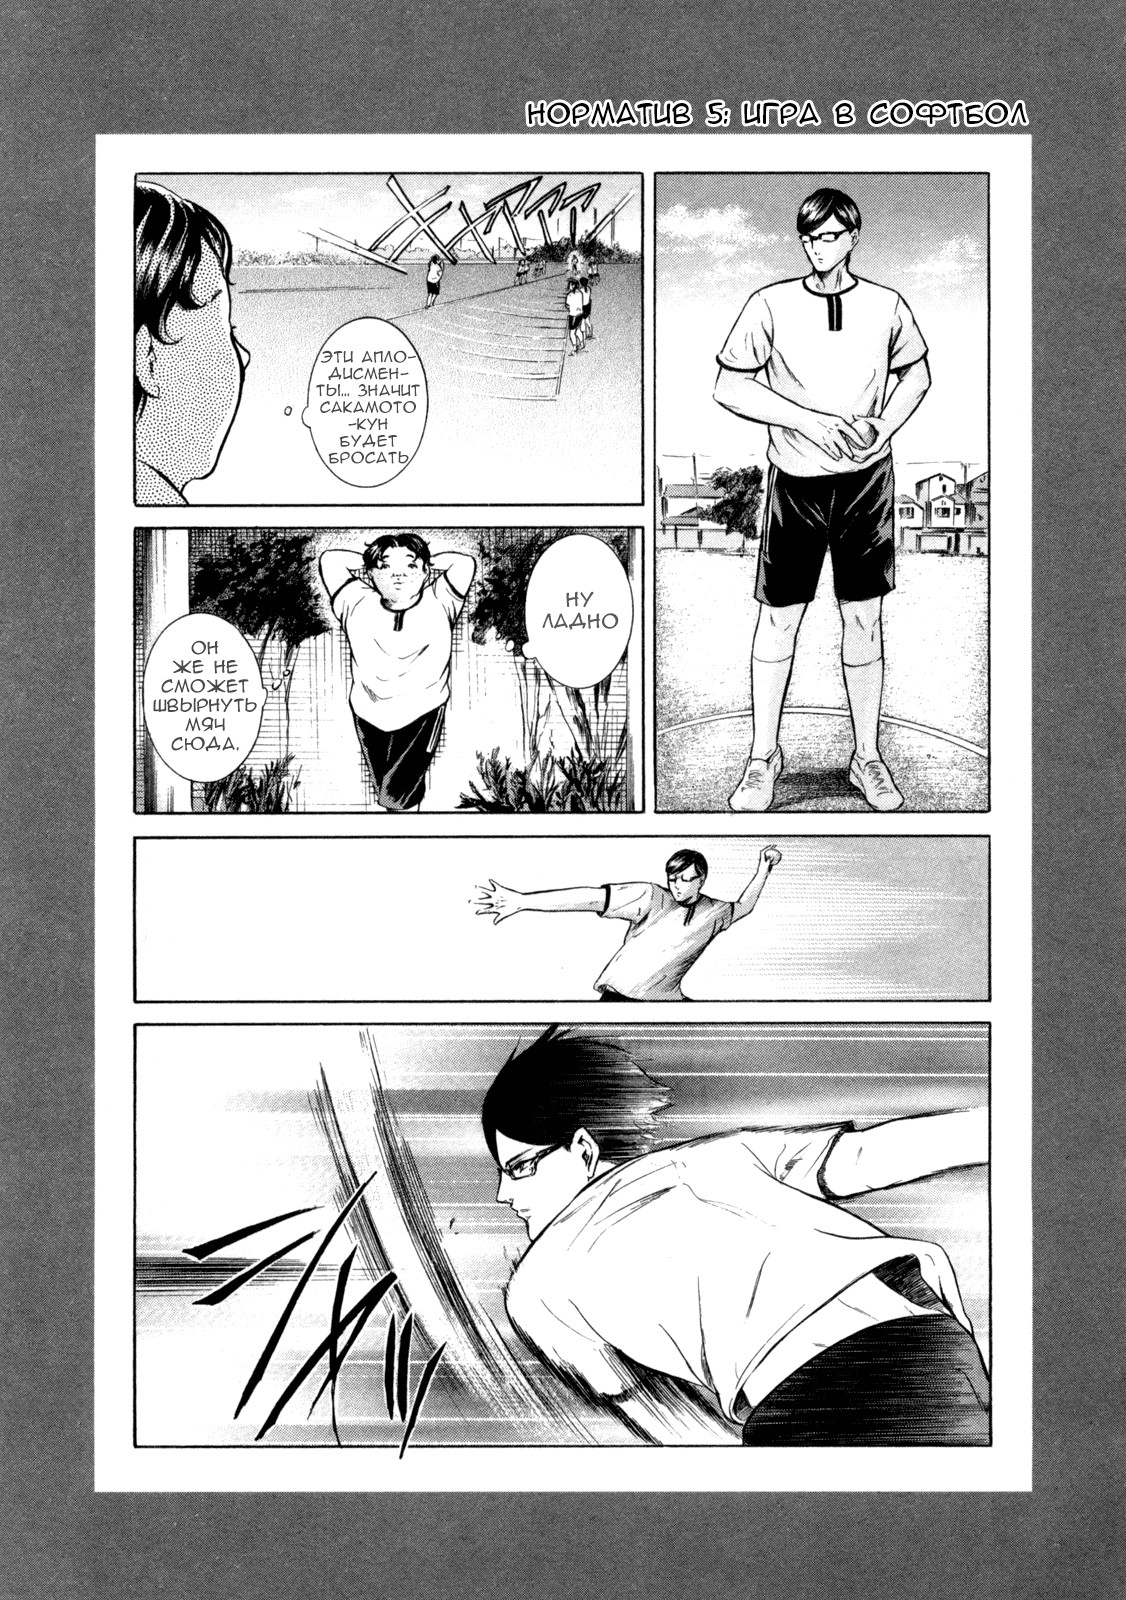 НОРМАТИВ 5: ИГРА В СОФТБОЛ
ЭТИ АПЛО-
ДИСМЕН-
ТЫ... ЗНАЧИТ
САКАМОТО
-КУН
БУДЕТ
БРОСАТЬ
НУ
ЛАДНО
ОН
ЖЕ НЕ
СМОЖЕТ
ШВЫРНУТЬ
МЯЧ
СЮДА.